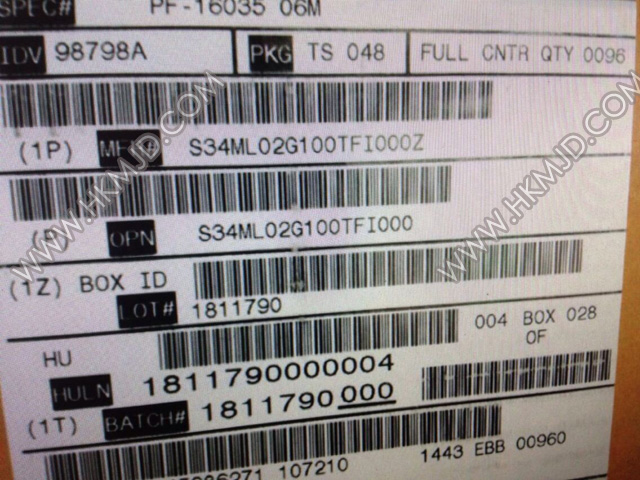 SPEC# PF-16035 06M
IDV 98798A PKG TS 048 FULL CNTR QTY 0096
(1P) S34ML02G100TFI000Z
(P) OPN S34ML02G100TFI000
(1Z) BOX ID
LOT# 1811790
004 BOX 028
OF
HU
HULN 1811790000004
(1T) BATCH# 1811790000
107210 1443 EBB 00960
WWW.HKMJD.COM
WWW.HKMJD.COM